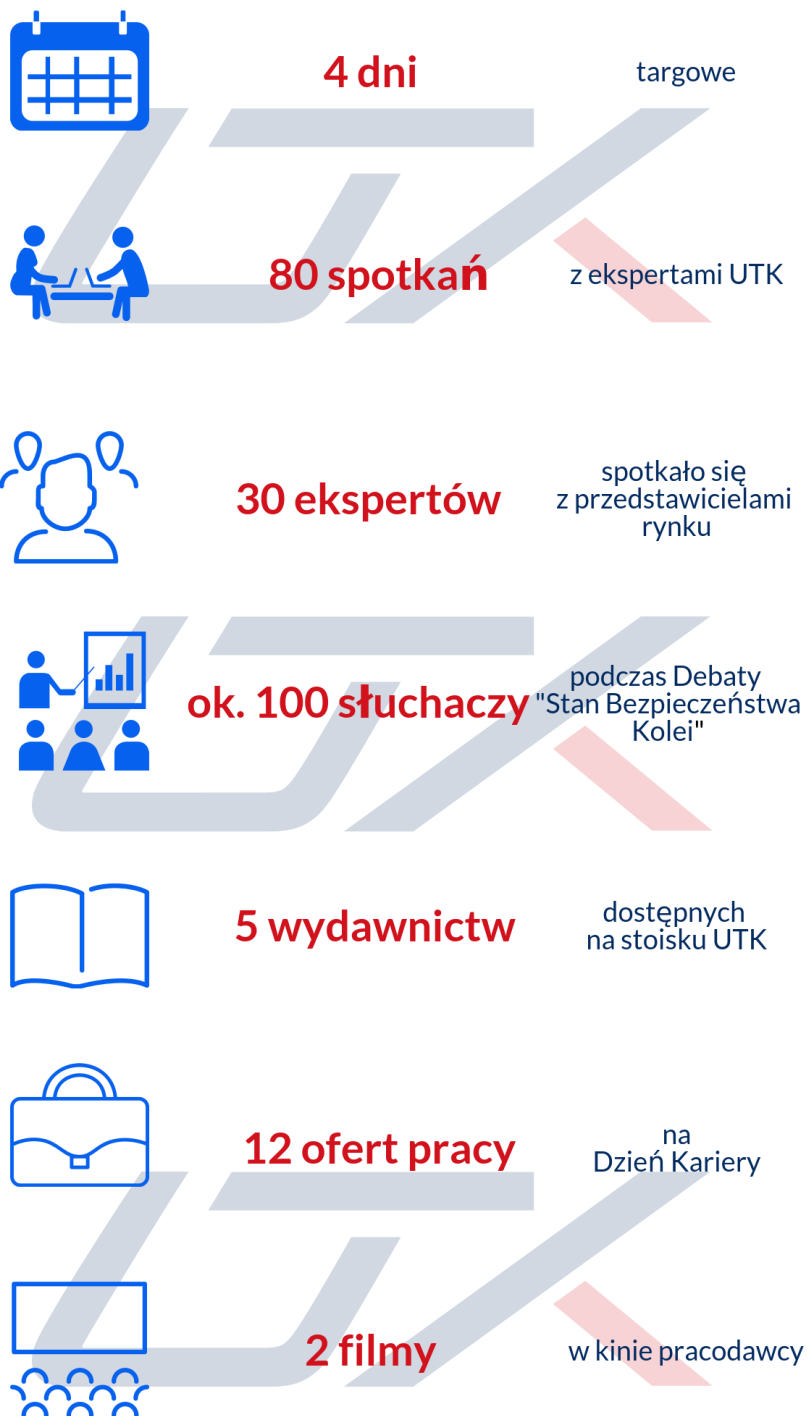 4 dni
targowe
80 spotkań
z ekspertami UTK
30 ekspertów
spotkało się
z przedstawicielami
rynku
ok. 100 słuchaczy
podczas Debaty
"Stan Bezpieczeństwa
Kolei"
5 wydawnictw
dostępnych
na stoisku UTK
12 ofert pracy
na
Dzień Kariery
2 filmy
w kinie pracodawcy